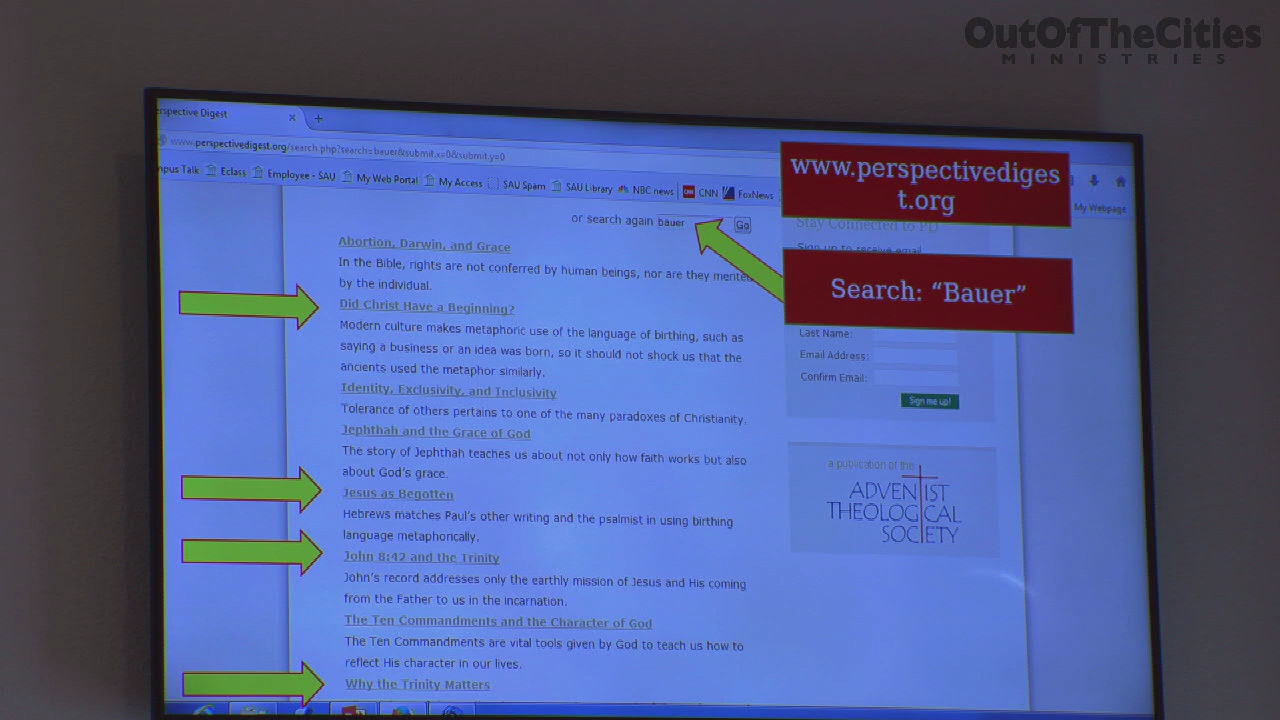 OutOfTheCities
MINISTRIES
erspective Digest
www.perspectivedigest.org/search.php?search=bauer&submit.x=0&submit.y=0
mpus Talk Eclass Employee - SAU My Web Portal My Access SAU Spam SAU Library NBC news CNN FoxNews
My Webpage
www.perspectivediges
t.org
or search again bauer Go
Stay Connected to PD
Sign up to receive email
Search: “Bauer”
Abortion, Darwin, and Grace
In the Bible, rights are not conferred by human beings, nor are they merite
by the individual.
Did Christ Have a Beginning?
Modern culture makes metaphoric use of the language of birthing, such as
saying a business or an idea was born, so it should not shock us that the
ancients used the metaphor similarly.
Identity, Exclusivity, and Inclusivity
Tolerance of others pertains to one of the many paradoxes of Christianity.
Jephthah and the Grace of God
The story of Jephthah teaches us about not only how faith works but also
about God's grace.
Jesus as Begotten
Hebrews matches Paul's other writing and the psalmist in using birthing
language metaphorically.
John 8:42 and the Trinity
John's record addresses only the earthly mission of Jesus and His coming
from the Father to us in the incarnation.
The Ten Commandments and the Character of God
The Ten Commandments are vital tools given by God to teach us how to
reflect His character in our lives.
Why the Trinity Matters
Last Name:
Email Address:
Confirm Email:
Sign me up!
a publication of the
ADVENTIST
THEOLOGICAL
SOCIETY